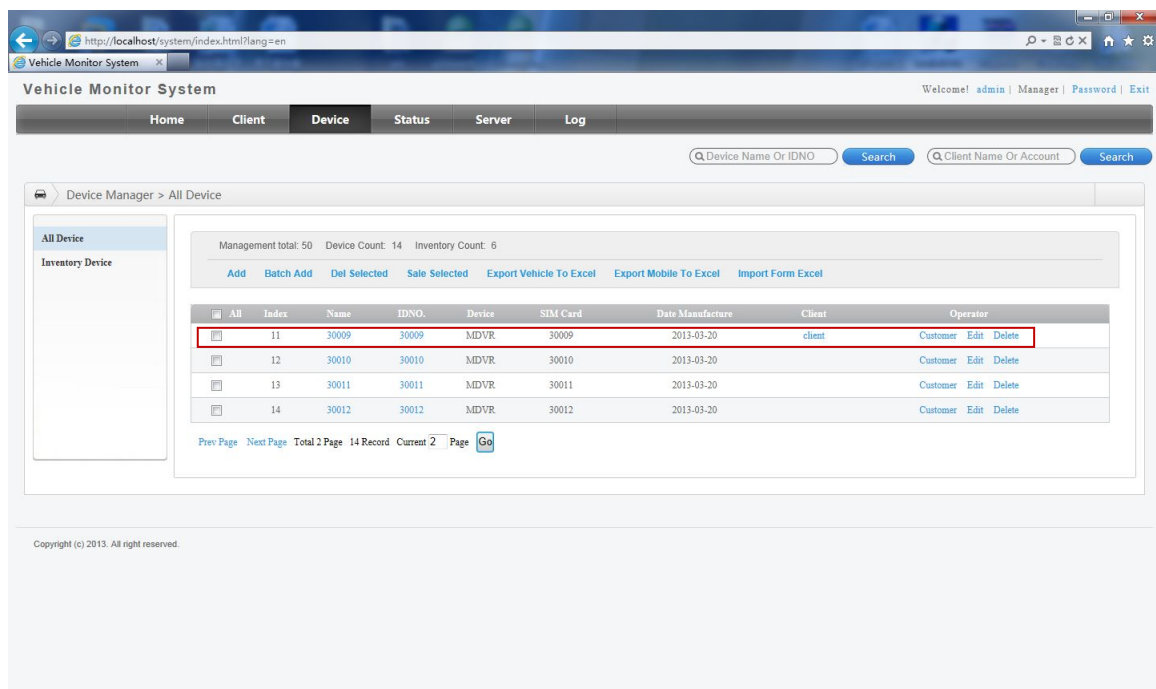 http://localhost/system/index.html?lang=en
Vehicle Monitor System
Vehicle Monitor System
Welcome! admin | Manager | Password | Exit
Home Client Device Status Server Log
Device Name Or IDNO Search Client Name Or Account Search
Device Manager > All Device
All Device
Inventory Device
Management total: 50 Device Count: 14 Inventory Count: 6
Add Batch Add Del Selected Sale Selected Export Vehicle To Excel Export Mobile To Excel Import Form Excel
All Index Name IDNO. Device SIM Card Date Manufacture Client Operator
11 30009 30009 MDVR 30009 2013-03-20 client Customer Edit Delete
12 30010 30010 MDVR 30010 2013-03-20 Customer Edit Delete
13 30011 30011 MDVR 30011 2013-03-20 Customer Edit Delete
14 30012 30012 MDVR 30012 2013-03-20 Customer Edit Delete
Prev Page Next Page Total 2 Page 14 Record Current 2 Page Go
Copyright (c) 2013. All right reserved.